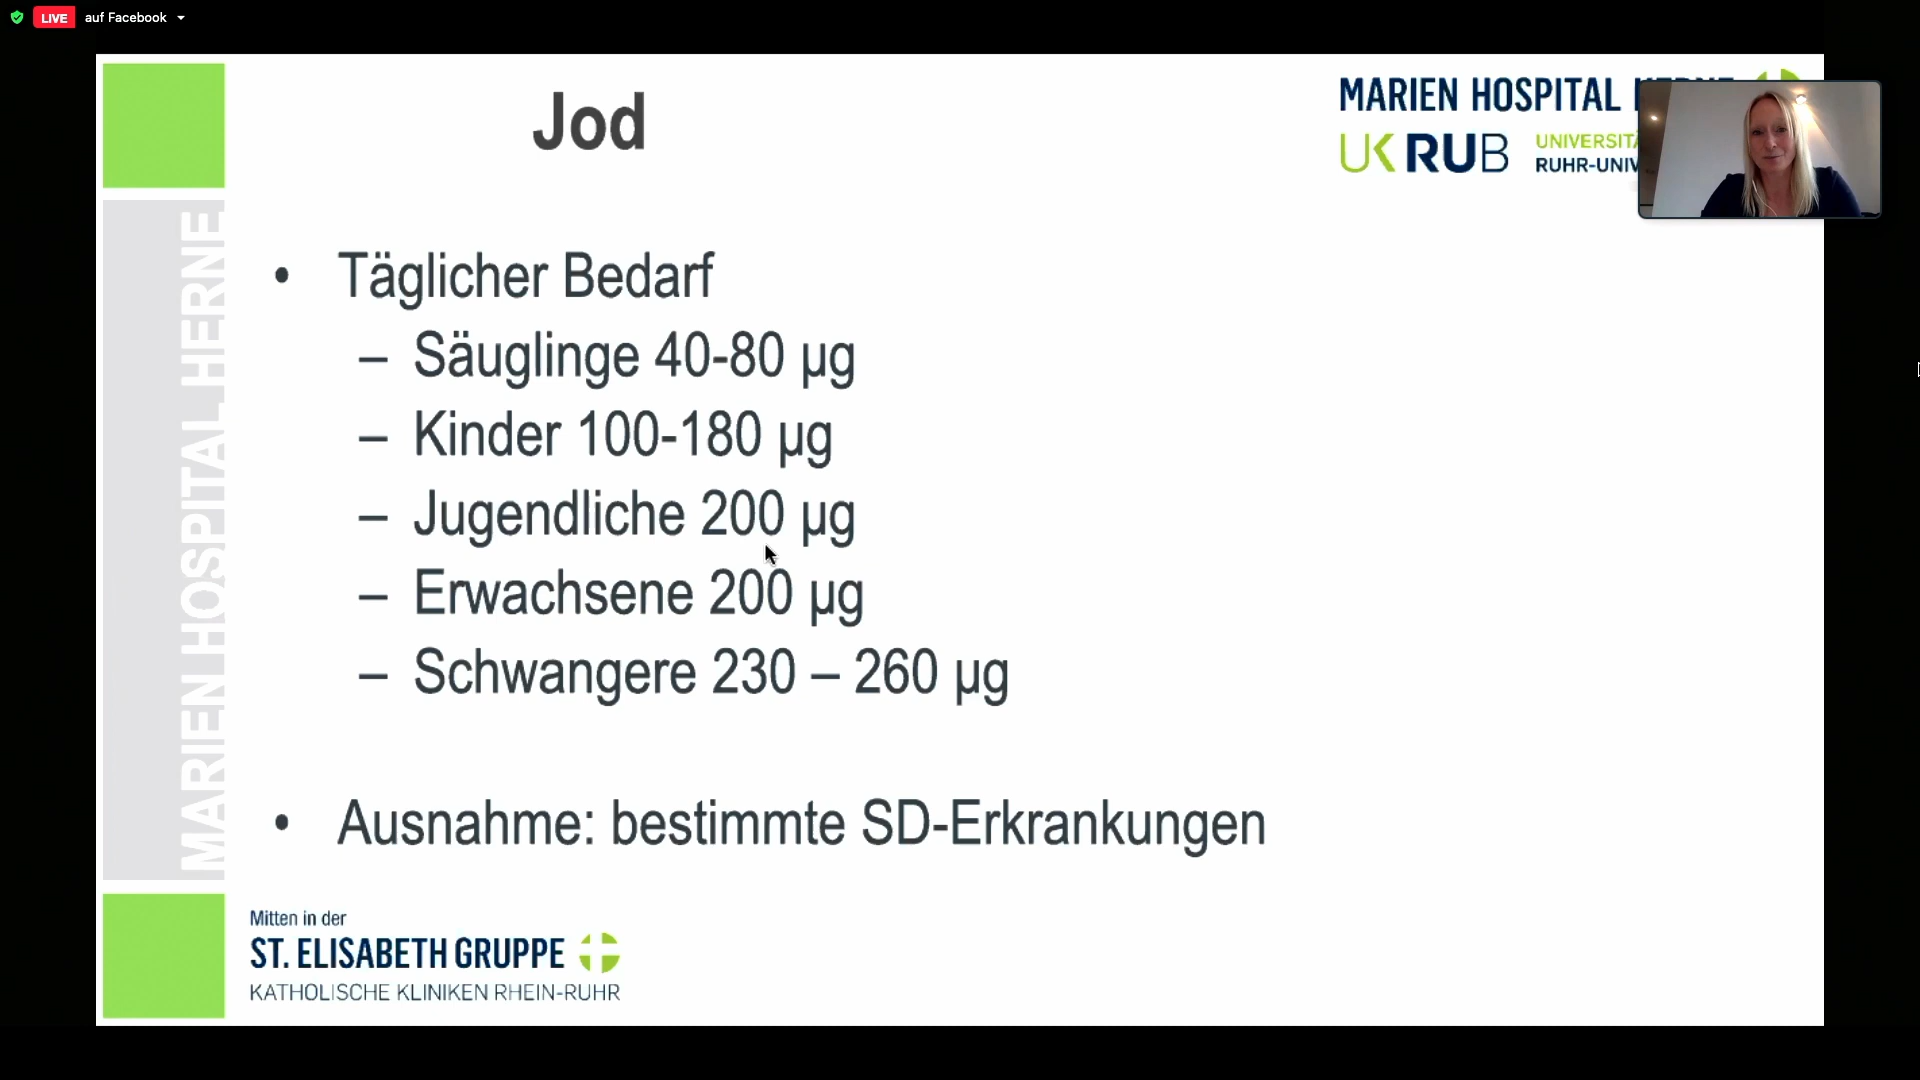 LIVE auf Facebook
Jod
MARIEN HOSPITAL
UK RUB
UNIVERSITÄ
RUHR-UNIV
MARIEN HOSPITAL HERNE
• Täglicher Bedarf
– Säuglinge 40-80 µg
– Kinder 100-180 µg
– Jugendliche 200 µg
– Erwachsene 200 µg
– Schwangere 230 – 260 µg
• Ausnahme: bestimmte SD-Erkrankungen
Mitten in der
ST. ELISABETH GRUPPE
KATHOLISCHE KLINIKEN RHEIN-RUHR